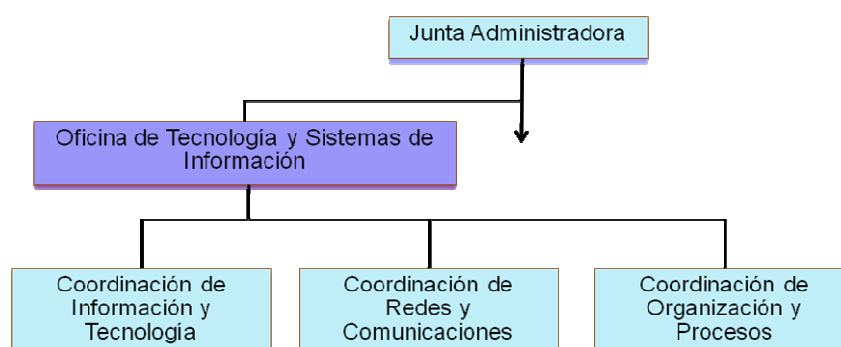 Junta Administradora
Oficina de Tecnología y Sistemas de
Información
Coordinación de
Información y
Tecnología
Coordinación de
Redes y
Comunicaciones
Coordinación de
Organización y
Procesos